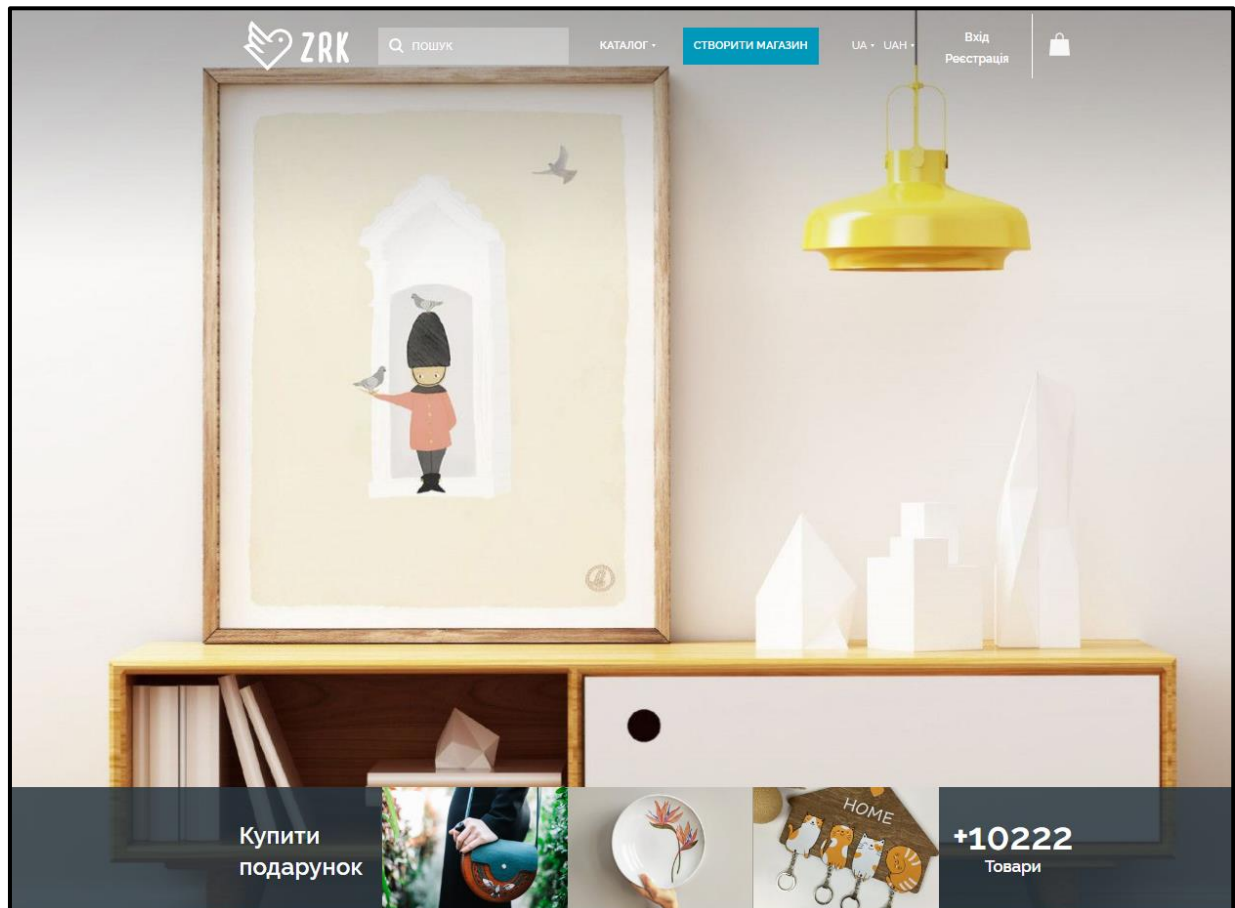 ZRK
ПОШУК
КАТАЛОГ
СТВОРИТИ МАГАЗИН
UA
UAH
Вхід
Реєстрація
Купити
подарунок
HOME
+10222
Товари